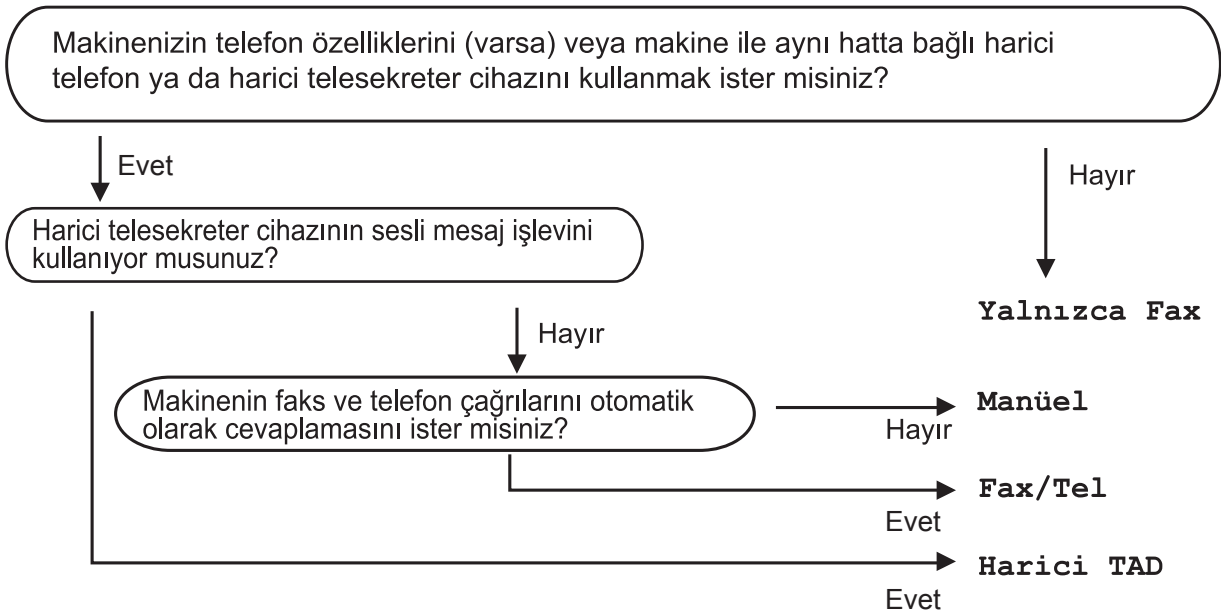 Makinenizin telefon özelliklerini (varsa) veya makine ile aynı hatta bağlı harici
telefon ya da harici telesekreter cihazını kullanmak ister misiniz?
Evet
Hayır
Harici telesekreter cihazının sesli mesaj işlevini
kullanıyor musunuz?
Yalnızca Fax
Hayır
Makinenin faks ve telefon çağrılarını otomatik
olarak cevaplamasını ister misiniz?
Manüel
Hayır
Fax/Tel
Evet
Harici TAD
Evet